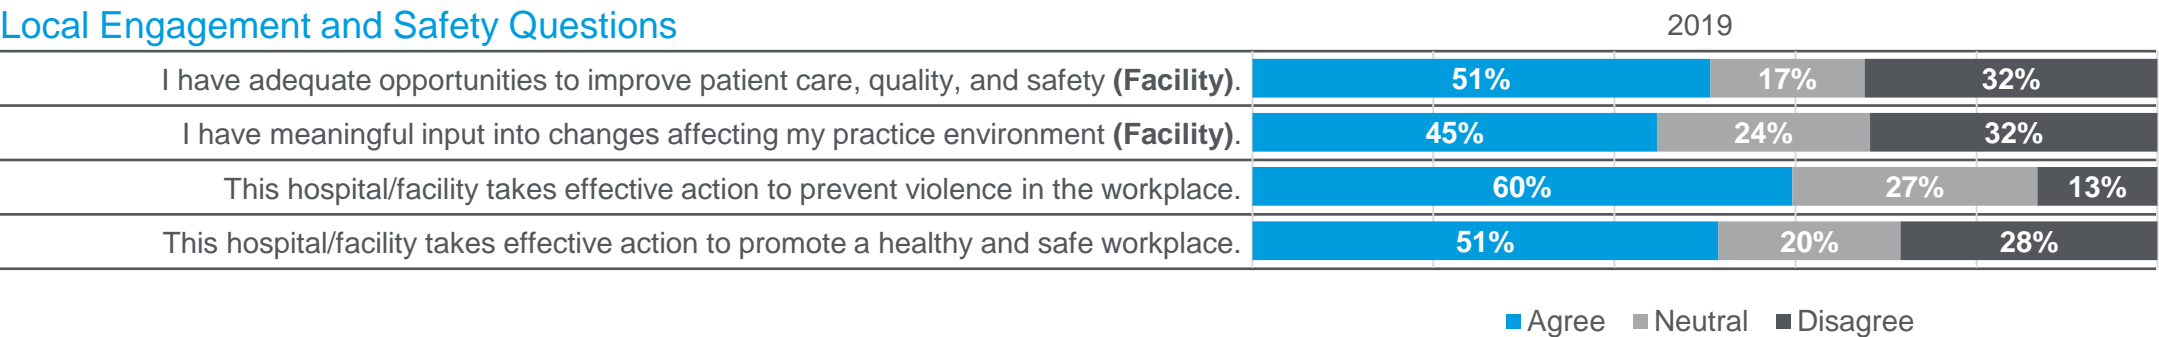 Local Engagement and Safety Questions 2019
I have adequate opportunities to improve patient care, quality, and safety (Facility). 51% 17% 32%
I have meaningful input into changes affecting my practice environment (Facility). 45% 24% 32%
This hospital/facility takes effective action to prevent violence in the workplace. 60% 27% 13%
This hospital/facility takes effective action to promote a healthy and safe workplace. 51% 20% 28%
Agree Neutral Disagree